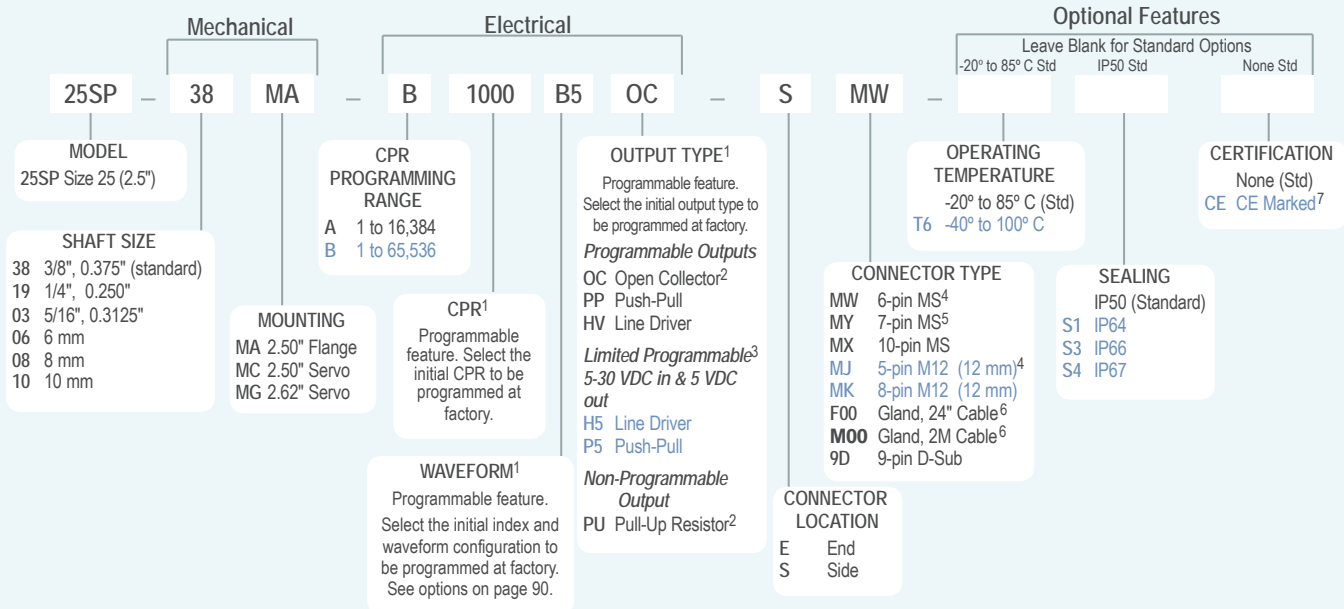 Mechanical
Electrical
Optional Features
Leave Blank for Standard Options
-20º to 85º C Std
IP50 Std
None Std
25SP – 38 MA – B 1000 B5 OC – S MW –
MODEL
25SP Size 25 (2.5")
SHAFT SIZE
38 3/8", 0.375" (standard)
19 1/4", 0.250"
03 5/16", 0.3125"
06 6 mm
08 8 mm
10 10 mm
MOUNTING
MA 2.50" Flange
MC 2.50" Servo
MG 2.62" Servo
CPR
PROGRAMMING
RANGE
A 1 to 16,384
B 1 to 65,536
CPR1
Programmable
feature. Select the
initial CPR to be
programmed at
factory.
WAVEFORM1
Programmable feature.
Select the initial index and
waveform configuration to
be programmed at factory.
See options on page 90.
OUTPUT TYPE1
Programmable feature.
Select the initial output type to
be programmed at factory.
Programmable Outputs
OC Open Collector2
PP Push-Pull
HV Line Driver
Limited Programmable3
5-30 VDC in & 5 VDC
out
H5 Line Driver
P5 Push-Pull
Non-Programmable
Output
PU Pull-Up Resistor2
CONNECTOR
LOCATION
E End
S Side
CONNECTOR TYPE
MW 6-pin MS4
MY 7-pin MS5
MX 10-pin MS
MJ 5-pin M12 (12 mm)4
MK 8-pin M12 (12 mm)
F00 Gland, 24" Cable6
M00 Gland, 2M Cable6
9D 9-pin D-Sub
OPERATING
TEMPERATURE
-20º to 85º C (Std)
T6 -40º to 100º C
SEALING
IP50 (Standard)
S1 IP64
S3 IP66
S4 IP67
CERTIFICATION
None (Std)
CE CE Marked7